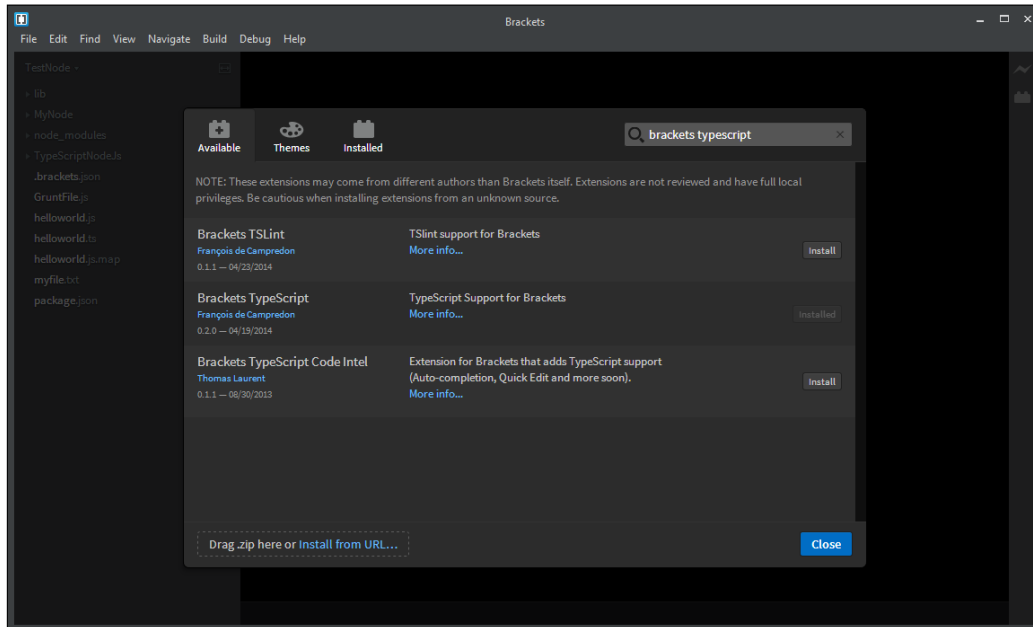 Brackets
File Edit Find View Navigate Build Debug Help
TestNode
lib
MyNode
node_modules
TypeScriptNodeJs
.brackets.json
GruntFile.js
helloworld.js
helloworld.ts
helloworld.js.map
myfile.txt
package.json
Available Themes Installed
brackets typescript
NOTE: These extensions may come from different authors than Brackets itself. Extensions are not reviewed and have full local
privileges. Be cautious when installing extensions from an unknown source.
Brackets TSLint TSlint support for Brackets
François de Campredon More info... Install
0.1.1 — 04/23/2014
Brackets TypeScript TypeScript Support for Brackets
François de Campredon More info... Installed
0.2.0 — 04/19/2014
Brackets TypeScript Code Intel Extension for Brackets that adds TypeScript support
Thomas Laurent (Auto-completion, Quick Edit and more soon). Install
0.1.1 — 08/30/2013 More info...
Drag .zip here or Install from URL... Close